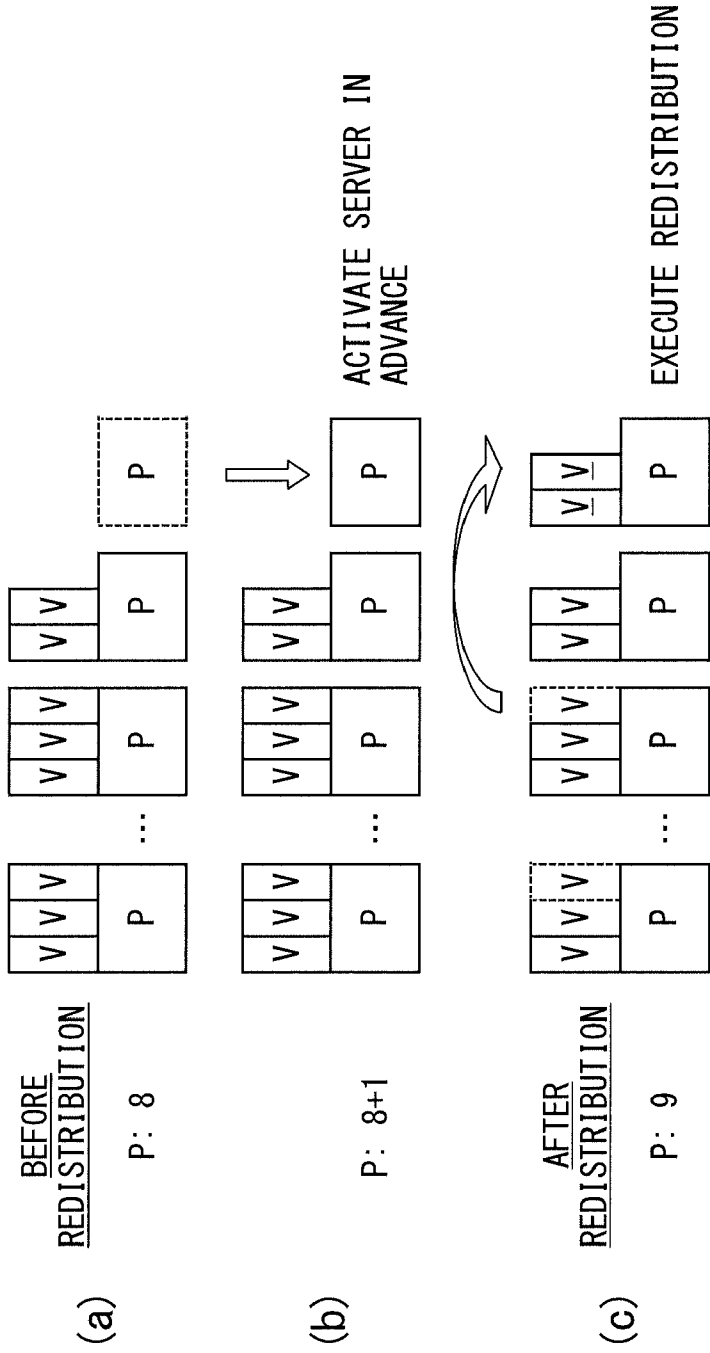 (a)
BEFORE
REDISTRIBUTION
P: 8
V V V
P
...
V V V
P
V V
P
P
(b)
P: 8+1
V V V
P
...
V V V
P
V V
P
P
ACTIVATE SERVER IN
ADVANCE
(c)
AFTER
REDISTRIBUTION
P: 9
V V V
P
...
V V V
P
V V
P
V V
P
EXECUTE REDISTRIBUTION